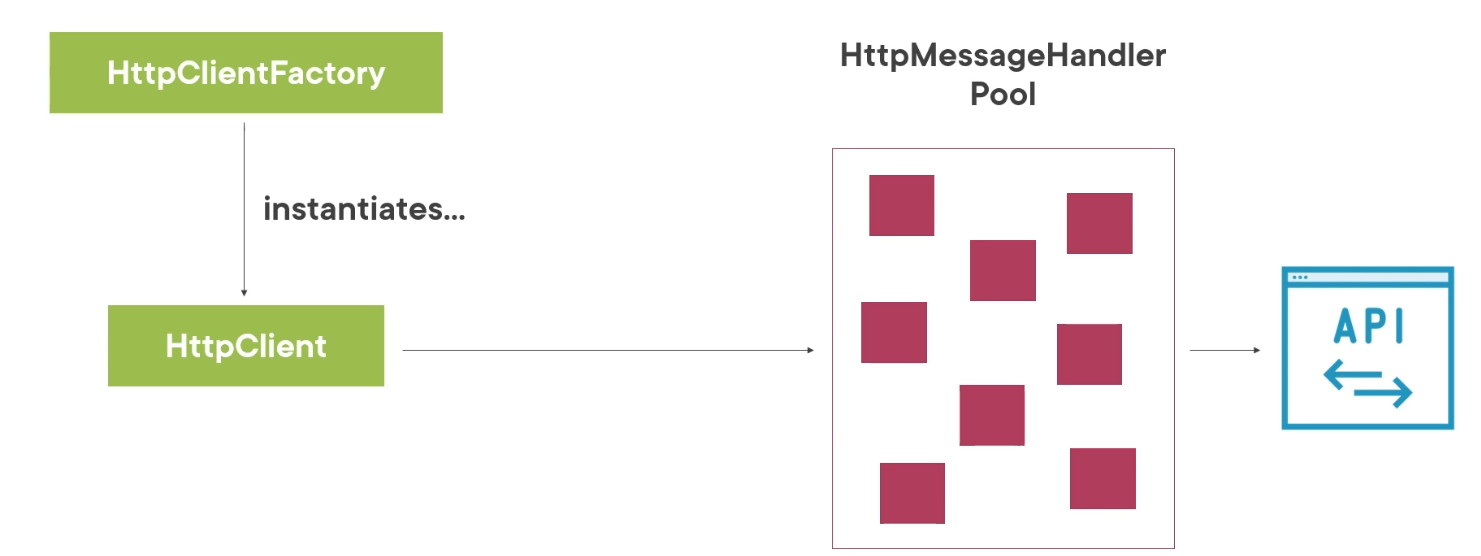 HttpClientFactory
HttpMessageHandler
Pool
instantiates...
HttpClient
API